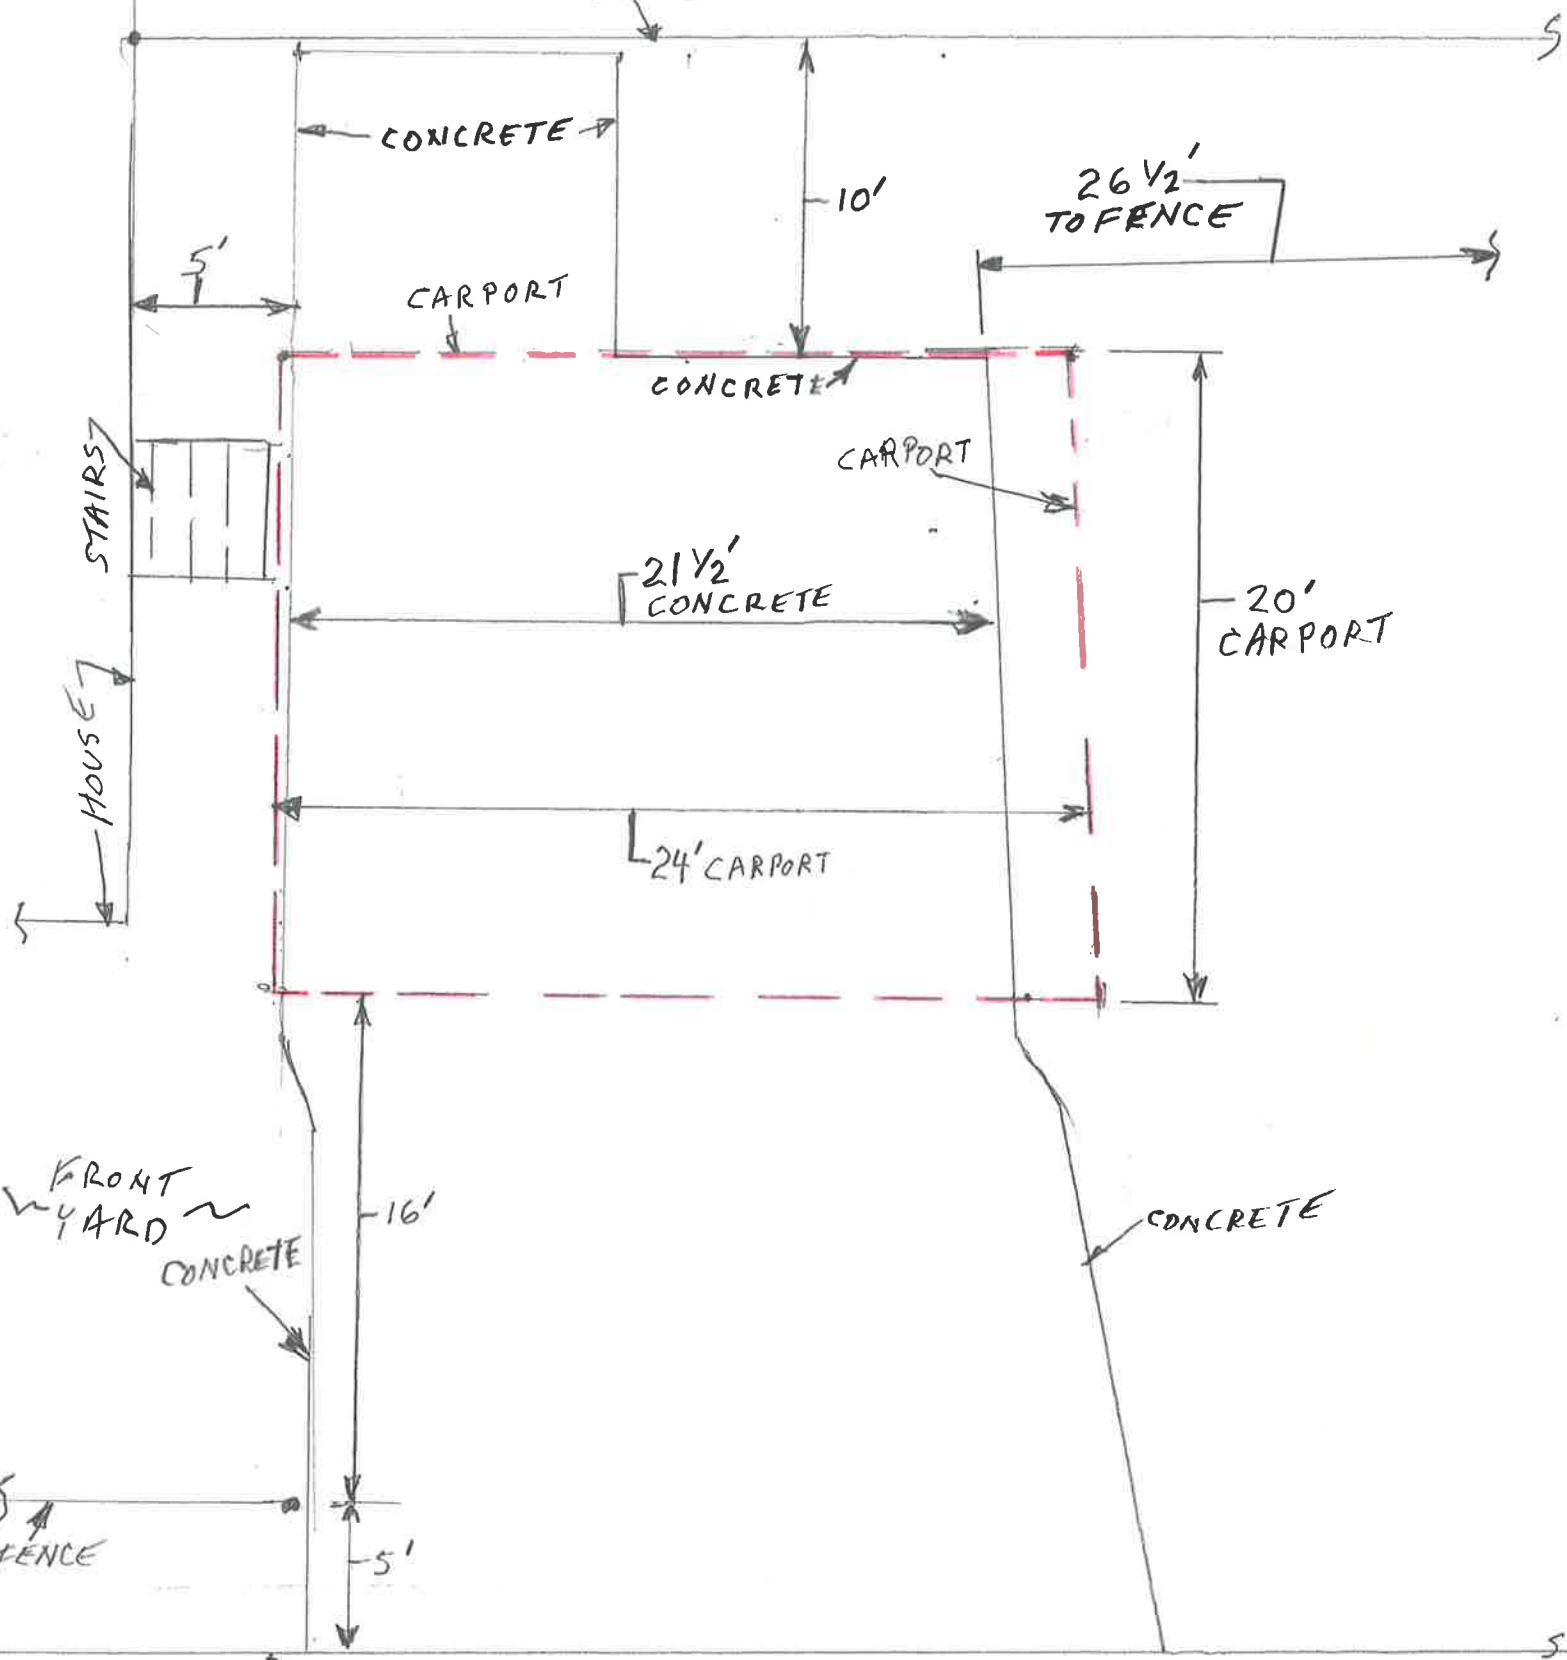 CONCRETE
10'
26 1/2'
TO FENCE
5'
CARPORT
CONCRETE
CARPORT
STAIRS
21 1/2'
CONCRETE
20'
CARPORT
HOUSE
24' CARPORT
FRONT
YARD
16'
CONCRETE
CONCRETE
FENCE
5'